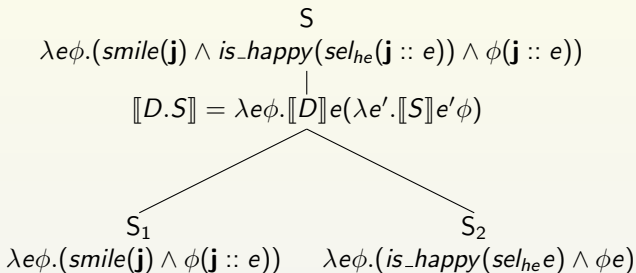 S
λeϕ.(smile(j) ∧ is_happy(sel_he(j :: e)) ∧ ϕ(j :: e))
⟦D.S⟧ = λeϕ.⟦D⟧e(λe′.⟦S⟧e′ϕ)
S₁ S₂
λeϕ.(smile(j) ∧ ϕ(j :: e)) λeϕ.(is_happy(sel_he e) ∧ ϕe)